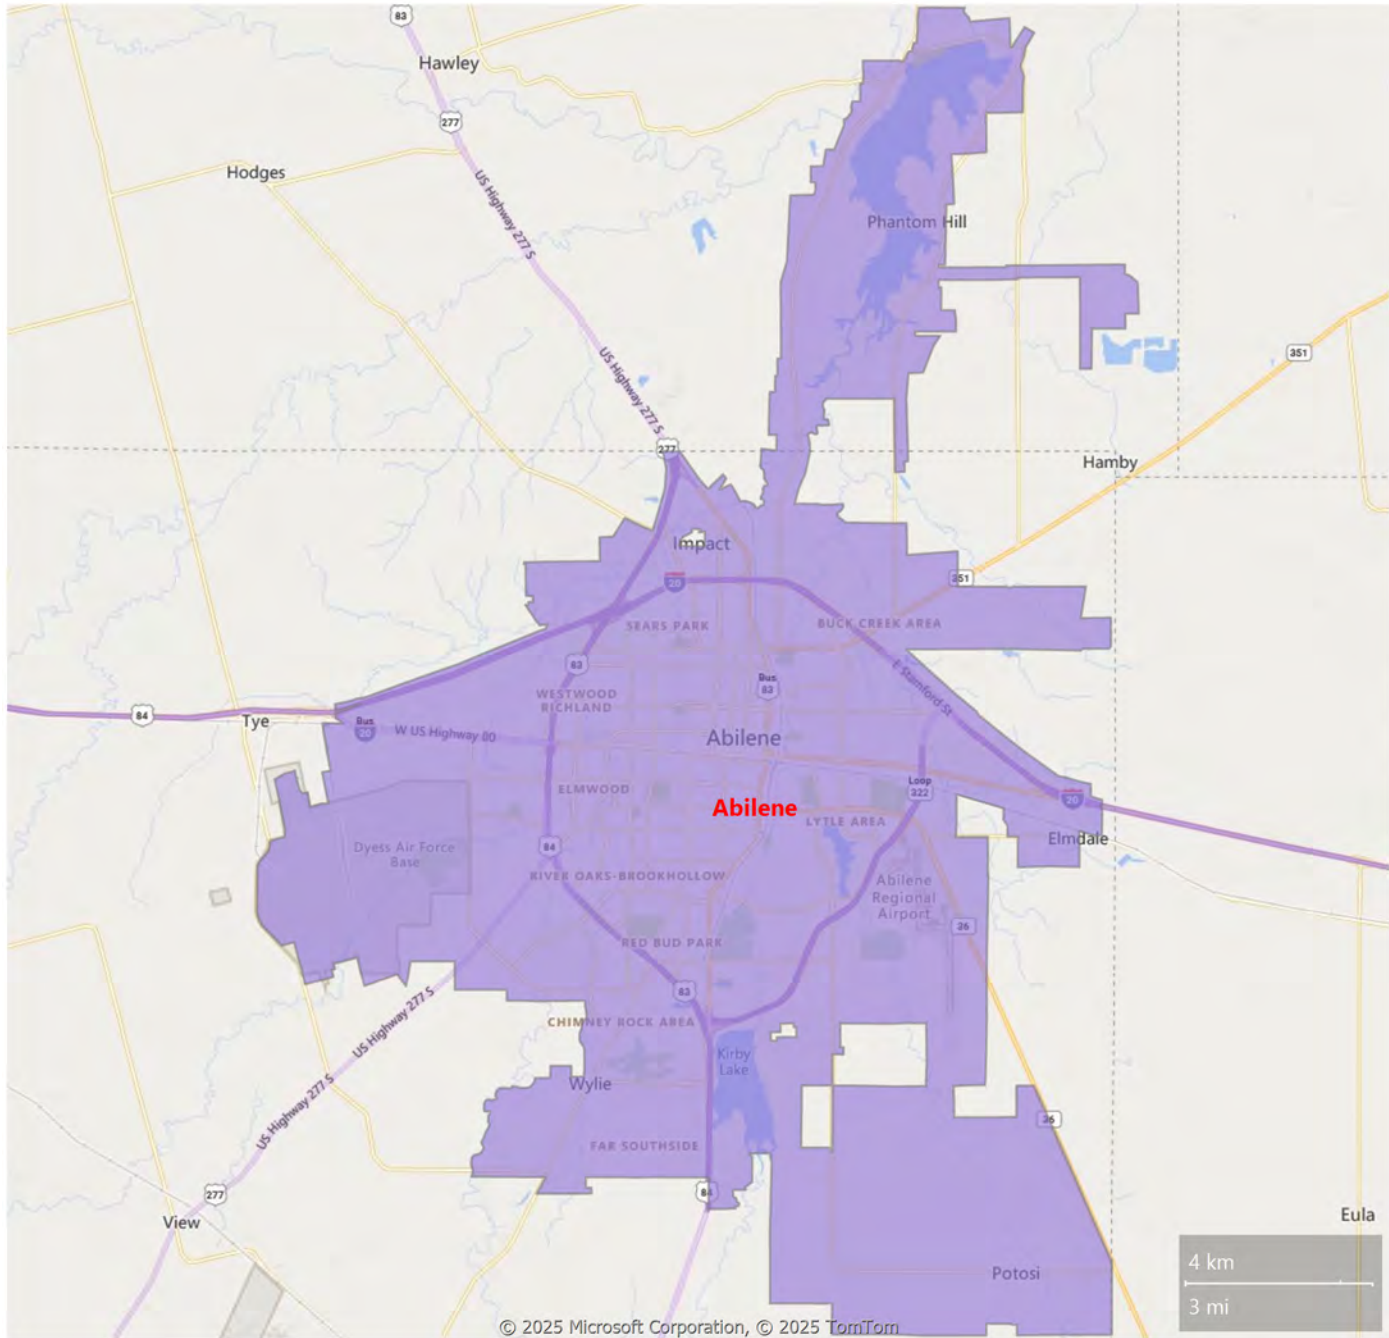 83
Hawley
277
Hodges
US Highway 277 S
Phantom Hill
US Highway 277 S
351
277
Hamby
Impact
20
351
SEARS PARK
BUCK CREEK AREA
83
E Stamford St
WESTWOOD
RICHLAND
Bus
83
84
Tye
Bus
20
W US Highway 80
Abilene
ELMWOOD
Loop
322
20
Abilene
LYTLE AREA
Elmdale
Dyess Air Force
Base
84
RIVER OAKS-BROOKHOLLOW
Abilene
Regional
Airport
36
RED BUD PARK
83
US Highway 277 S
CHIMNEY ROCK AREA
Kirby
Lake
Wylie
US Highway 277 S
36
FAR SOUTHSIDE
277
84
View
Eula
Potosi
4 km
3 mi
© 2025 Microsoft Corporation, © 2025 TomTom